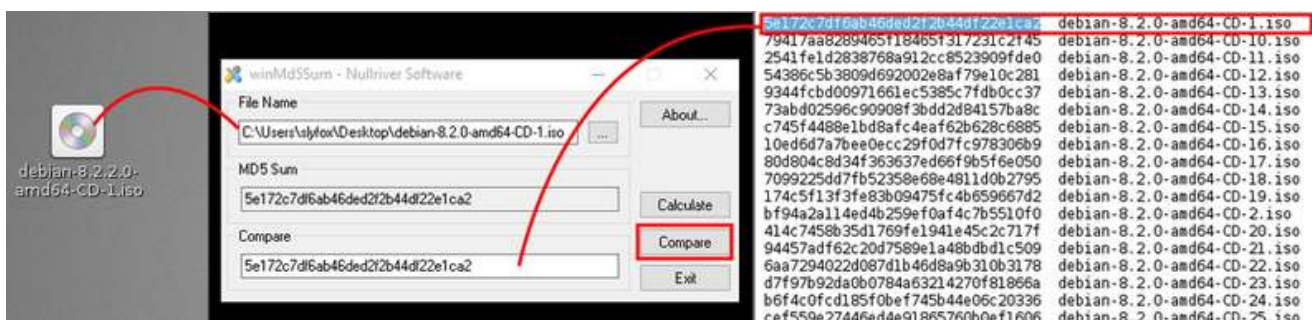 debian-8.2.2.0-
amd64-CD-1.iso
winMd5Sum - Nullriver Software
File Name
C:\Users\slyfox\Desktop\debian-8.2.0-amd64-CD-1.iso
...
About...
MD5 Sum
5e172c7df6ab46ded2f2b44df22e1ca2
Calculate
Compare
Compare
5e172c7df6ab46ded2f2b44df22e1ca2
Exit
5e172c7df6ab46ded2f2b44df22e1ca2 debian-8.2.0-amd64-CD-1.iso
79417aa8289465f18465f317231c2f45 debian-8.2.0-amd64-CD-10.iso
2541fe1d2838768a912cc8523909fde0 debian-8.2.0-amd64-CD-11.iso
54386c5b3809d692002e8af79e10c281 debian-8.2.0-amd64-CD-12.iso
9344fcbd00971661ec5385c7fdb0cc37 debian-8.2.0-amd64-CD-13.iso
73abd02596c90908f3bdd2d84157ba8c debian-8.2.0-amd64-CD-14.iso
c745f4488e1bd8afc4eaf62b628c6885 debian-8.2.0-amd64-CD-15.iso
10ed6d7a7bee0ecc29f0d7fc978306b9 debian-8.2.0-amd64-CD-16.iso
80d804c8d34f363637ed66f9b5f6e050 debian-8.2.0-amd64-CD-17.iso
7099225dd7fb52358e68e4811d0b2795 debian-8.2.0-amd64-CD-18.iso
174c5f13f3fe83b09475fc4b659667d2 debian-8.2.0-amd64-CD-19.iso
bf94a2a114ed4b259ef0af4c7b5510f0 debian-8.2.0-amd64-CD-2.iso
414c7458b35d1769fe1941e45c2c717f debian-8.2.0-amd64-CD-20.iso
94457adf62c20d7589e1a48bdbd1c509 debian-8.2.0-amd64-CD-21.iso
6aa7294022d087d1b46d8a9b310b3178 debian-8.2.0-amd64-CD-22.iso
d7f97b92da0b0784a63214270f81866a debian-8.2.0-amd64-CD-23.iso
b6f4c0fcd185f0bef745b44e06c20336 debian-8.2.0-amd64-CD-24.iso
cef559e27446ed4e91865760b0ef1606 debian-8.2.0-amd64-CD-25.iso